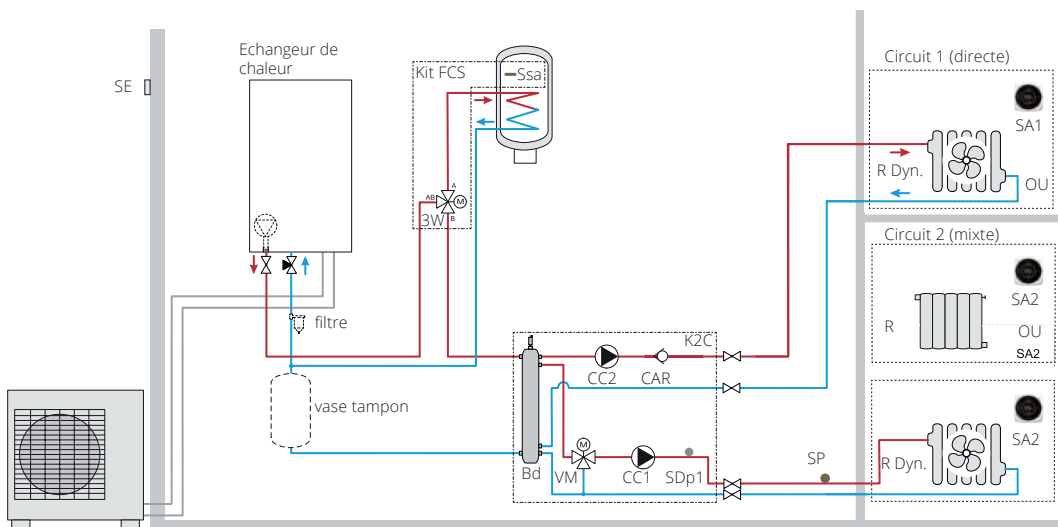 Echangeur de
chaleur
SE
Kit FCS
Ssa
A
AB
M
B
3W
filtre
vase tampon
K2C
CC2
CAR
M
Bd
VM
CC1
SDp1
SP
Circuit 1 (directe)
SA1
R Dyn.
OU
Circuit 2 (mixte)
SA2
R
OU
SA2
SA2
R Dyn.